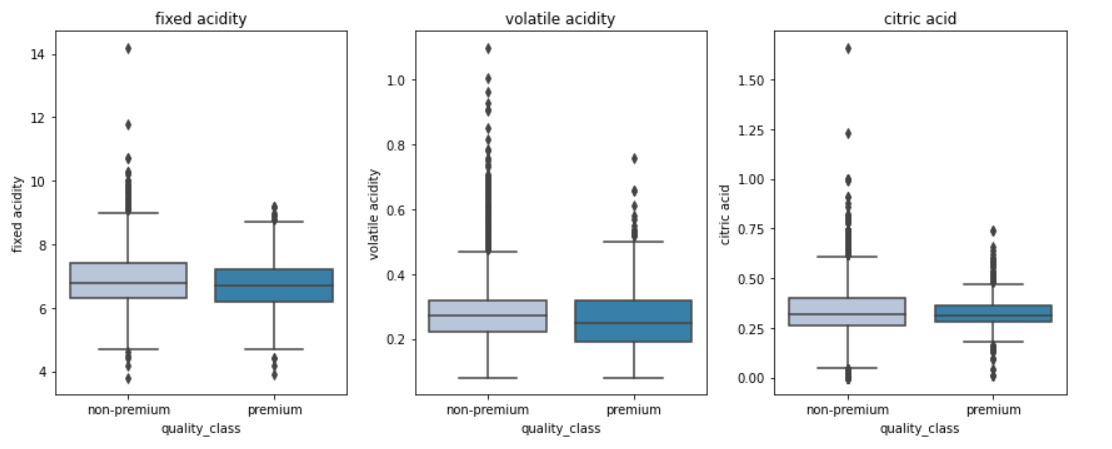 fixed acidity
fixed acidity
14
12
10
8
6
4
non-premium
premium
quality_class
volatile acidity
volatile acidity
1.0
0.8
0.6
0.4
0.2
non-premium
premium
quality_class
citric acid
citric acid
1.50
1.25
1.00
0.75
0.50
0.25
0.00
non-premium
premium
quality_class